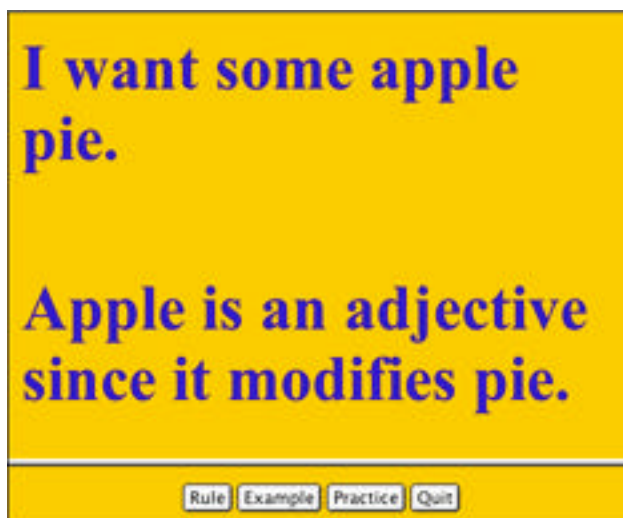 I want some apple
pie.
Apple is an adjective
since it modifies pie.
Rule Example Practice Quit